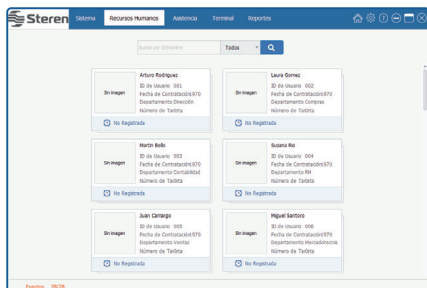 Steren
Sistema
Recursos Humanos
Asistencia
Terminal
Reportes
Todos
Arturo Rodriguez
Sin imagen
ID de Usuario 001
Fecha de Contratación1970
Departamento Dirección
Número de Tarjeta
No Registrada
Laura Gomez
Sin imagen
ID de Usuario 002
Fecha de Contratación1970
Departamento Compras
Número de Tarjeta
No Registrada
Martin Bello
Sin imagen
ID de Usuario 003
Fecha de Contratación1970
Departamento Contabilidad
Número de Tarjeta
No Registrada
Susana Rio
Sin imagen
ID de Usuario 004
Fecha de Contratación1970
Departamento RH
Número de Tarjeta
No Registrada
Juan Camargo
Sin imagen
ID de Usuario 005
Fecha de Contratación1970
Departamento Ventas
Número de Tarjeta
No Registrada
Miguel Santoro
Sin imagen
ID de Usuario 006
Fecha de Contratación1970
Departamento Mercadotecnia
Número de Tarjeta
No Registrada